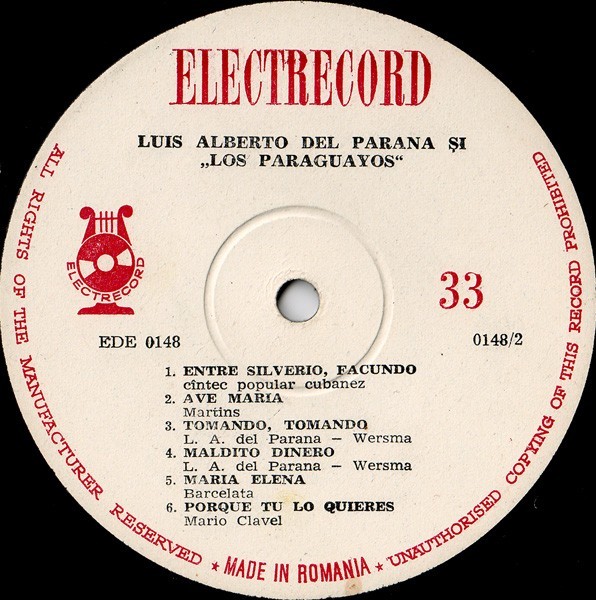 ELECTRECORD
LUIS ALBERTO DEL PARANA ȘI
„LOS PARAGUAYOS“
ELECTRECORD
33
EDE 0148
0148/2
1. ENTRE SILVERIO, FACUNDO
cîntec popular cubanez
2. AVE MARIA
Martins
3. TOMANDO, TOMANDO
L. A. del Parana — Wersma
4. MALDITO DINERO
L. A. del Parana — Wersma
5. MARIA ELENA
Barcelata
6. PORQUE TU LO QUIERES
Mario Clavel
ALL RIGHTS OF THE MANUFACTURER RESERVED ★ MADE IN ROMANIA ★ UNAUTHORISED COPYING OF THIS RECORD PROHIBITED